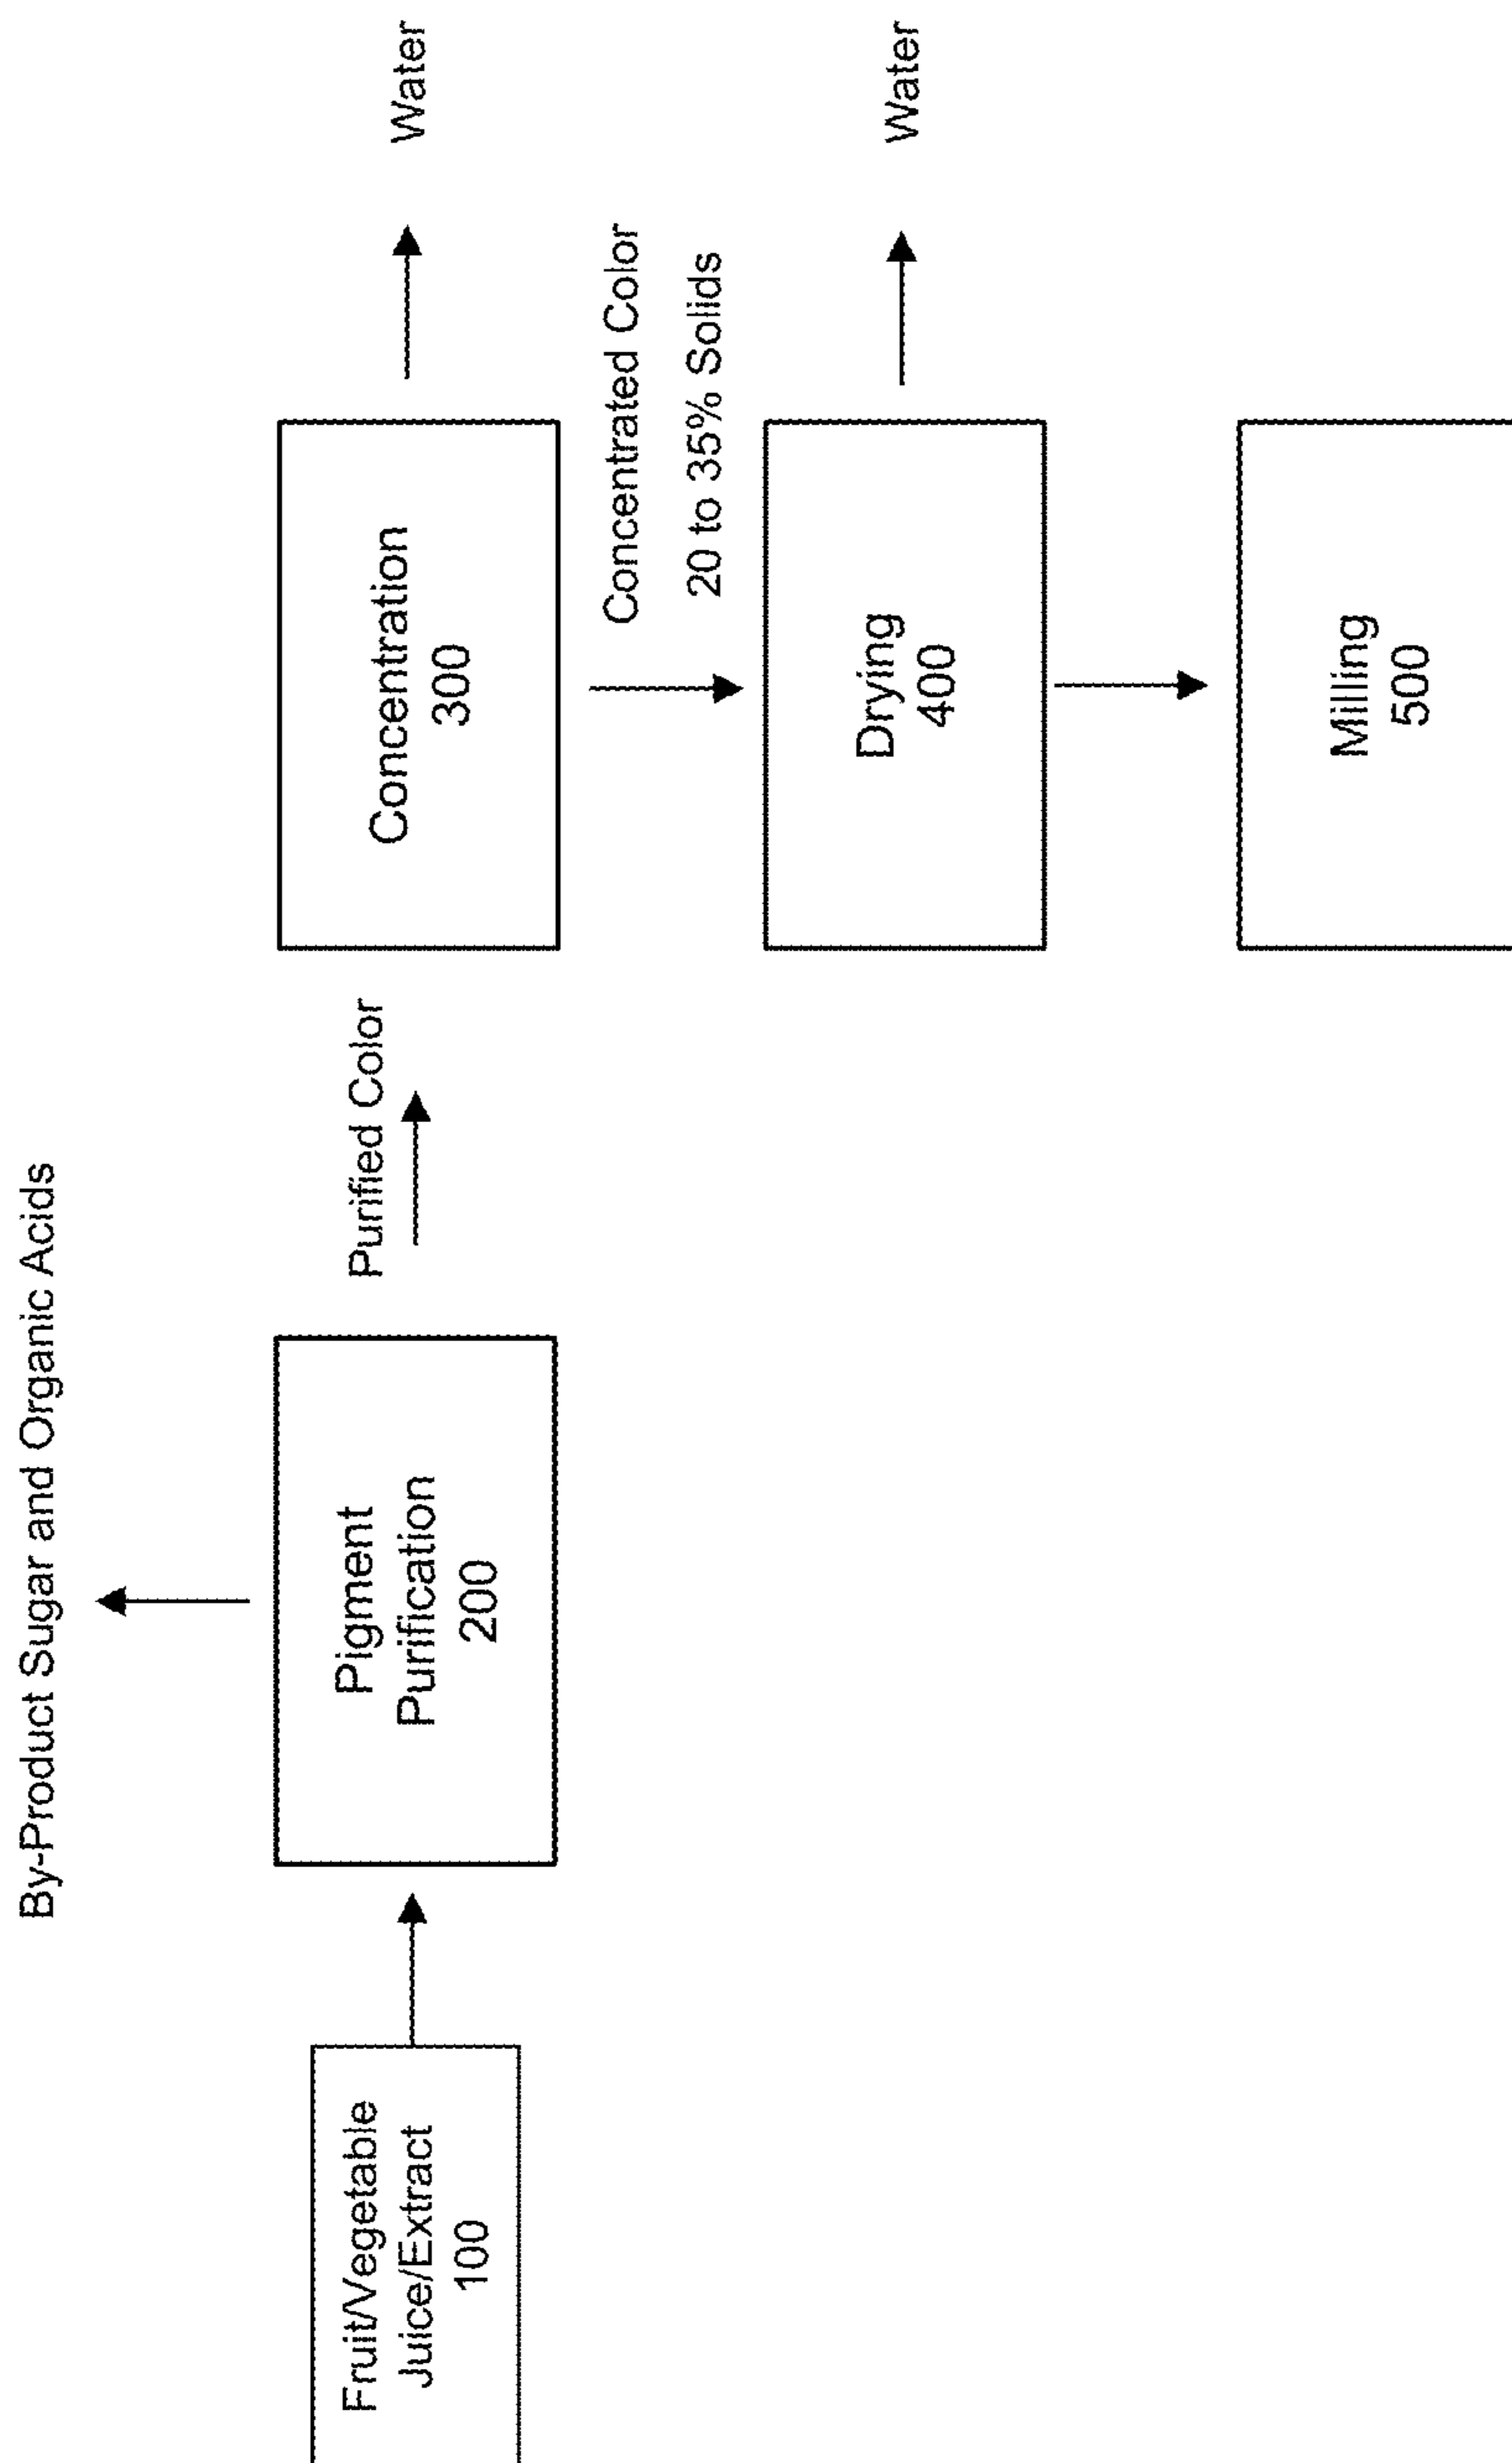 By-Product Sugar and Organic Acids
Fruit/Vegetable
Juice/Extract
100
Pigment
Purification
200
Purified Color
Concentration
300
Water
Concentrated Color
20 to 35% Solids
Drying
400
Water
Milling
500